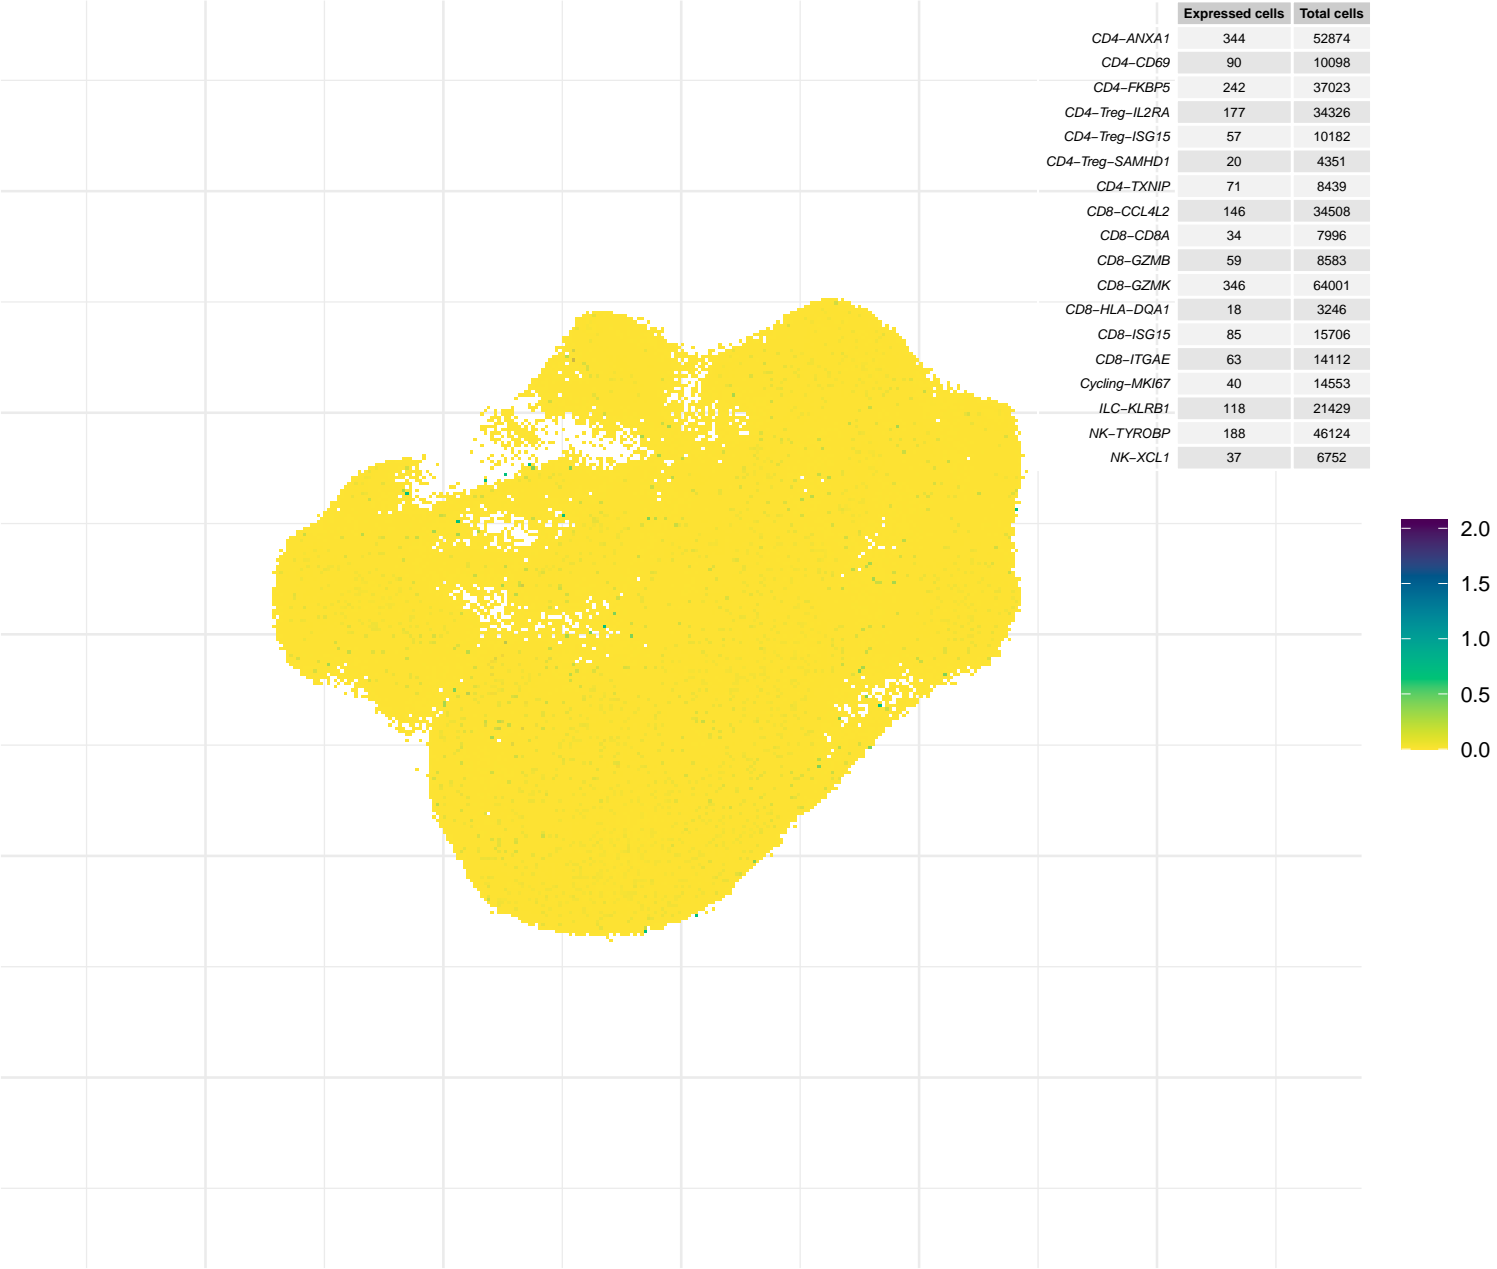 Expressed cells Total cells
CD4−ANXA1 344 52874
CD4−CD69 90 10098
CD4−FKBP5 242 37023
CD4−Treg−IL2RA 177 34326
CD4−Treg−ISG15 57 10182
CD4−Treg−SAMHD1 20 4351
CD4−TXNIP 71 8439
CD8−CCL4L2 146 34508
CD8−CD8A 34 7996
CD8−GZMB 59 8583
CD8−GZMK 346 64001
CD8−HLA−DQA1 18 3246
CD8−ISG15 85 15706
CD8−ITGAE 63 14112
Cycling−MKI67 40 14553
ILC−KLRB1 118 21429
NK−TYROBP 188 46124
NK−XCL1 37 6752
2.0
1.5
1.0
0.5
0.0